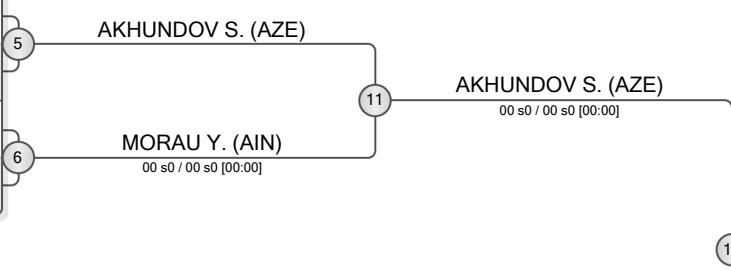 AKHUNDOV S. (AZE)
5
AKHUNDOV S. (AZE)
11
00 s0 / 00 s0 [00:00]
MORAU Y. (AIN)
6
00 s0 / 00 s0 [00:00]